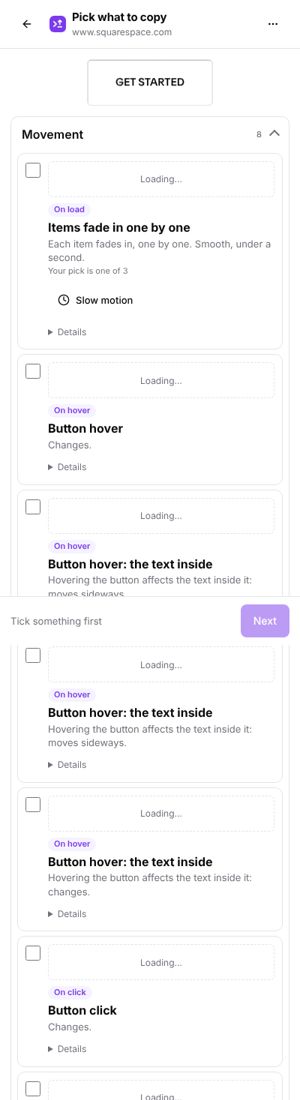 Pick what to copy
www.squarespace.com
GET STARTED
Movement
8
Loading...
On load
Items fade in one by one
Each item fades in, one by one. Smooth, under a
second.
Your pick is one of 3
Slow motion
Details
Loading...
On hover
Button hover
Changes.
Details
Loading...
On hover
Button hover: the text inside
Hovering the button affects the text inside it:
moves sideways.
Tick something first
Next
Loading...
On hover
Button hover: the text inside
Hovering the button affects the text inside it:
moves sideways.
Details
Loading...
On hover
Button hover: the text inside
Hovering the button affects the text inside it:
changes.
Details
Loading...
On click
Button click
Changes.
Details
Loading...